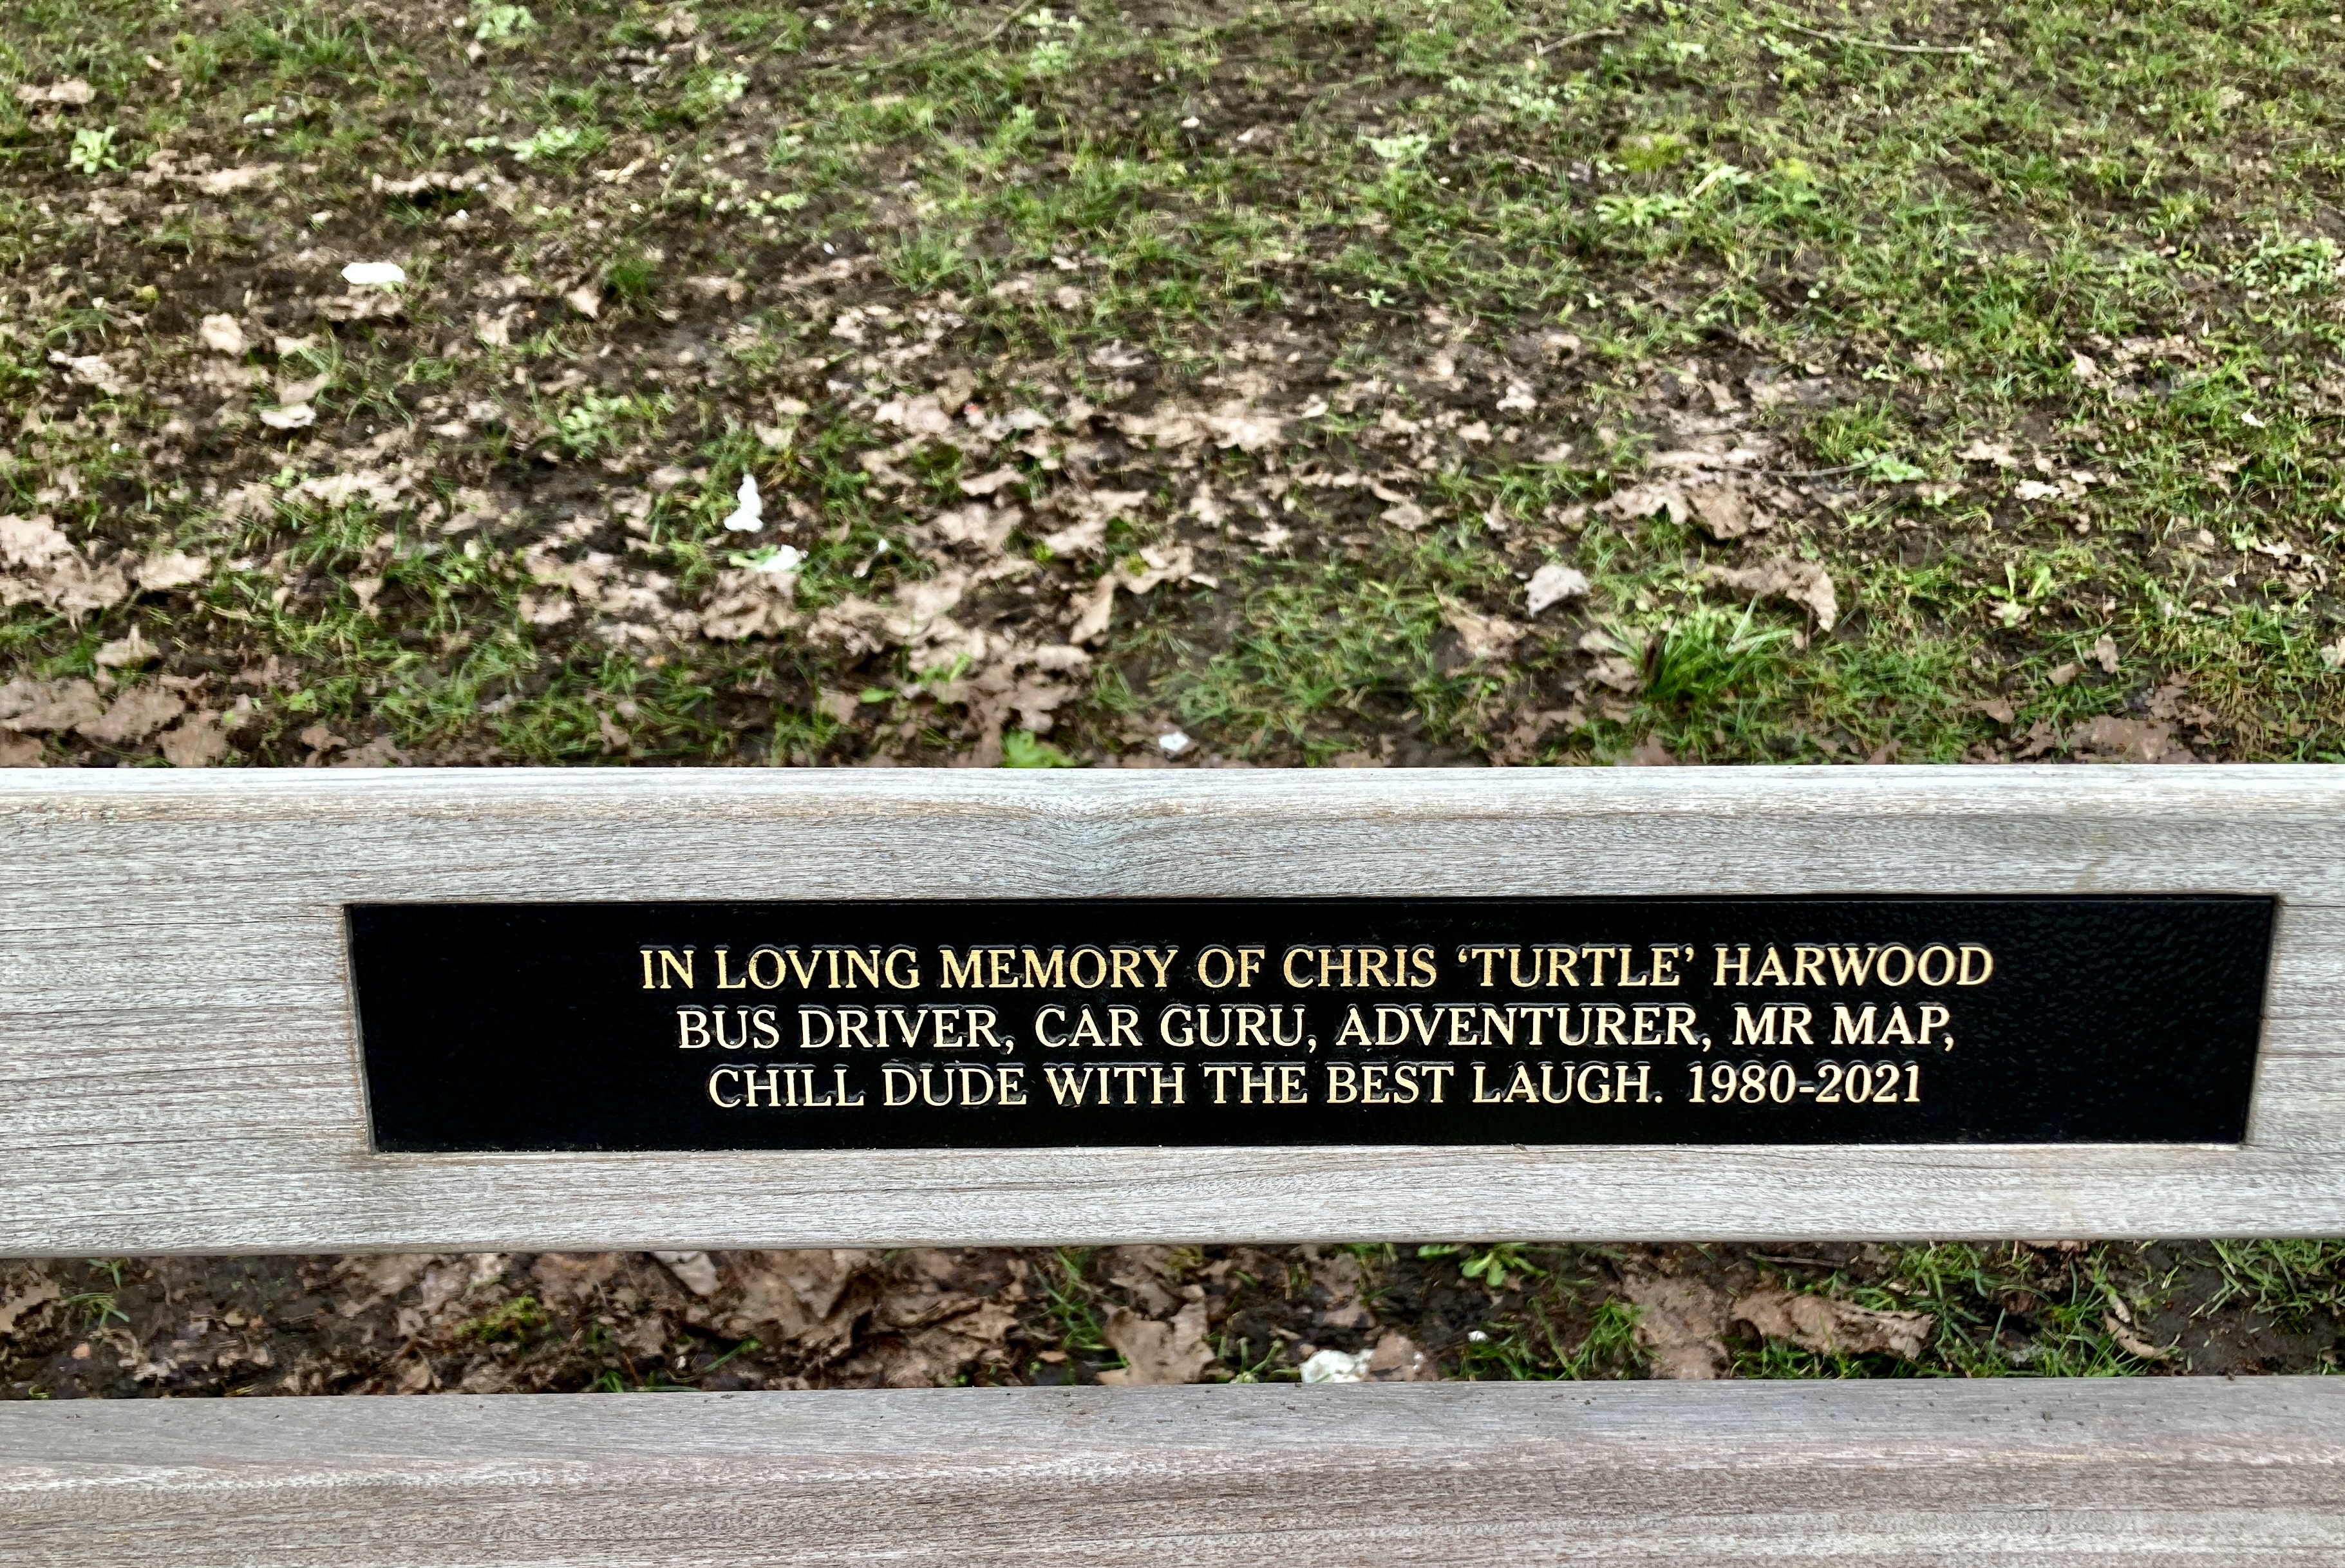 IN LOVING MEMORY OF CHRIS ‘TURTLE’ HARWOOD
BUS DRIVER, CAR GURU, ADVENTURER, MR MAP,
CHILL DUDE WITH THE BEST LAUGH. 1980-2021